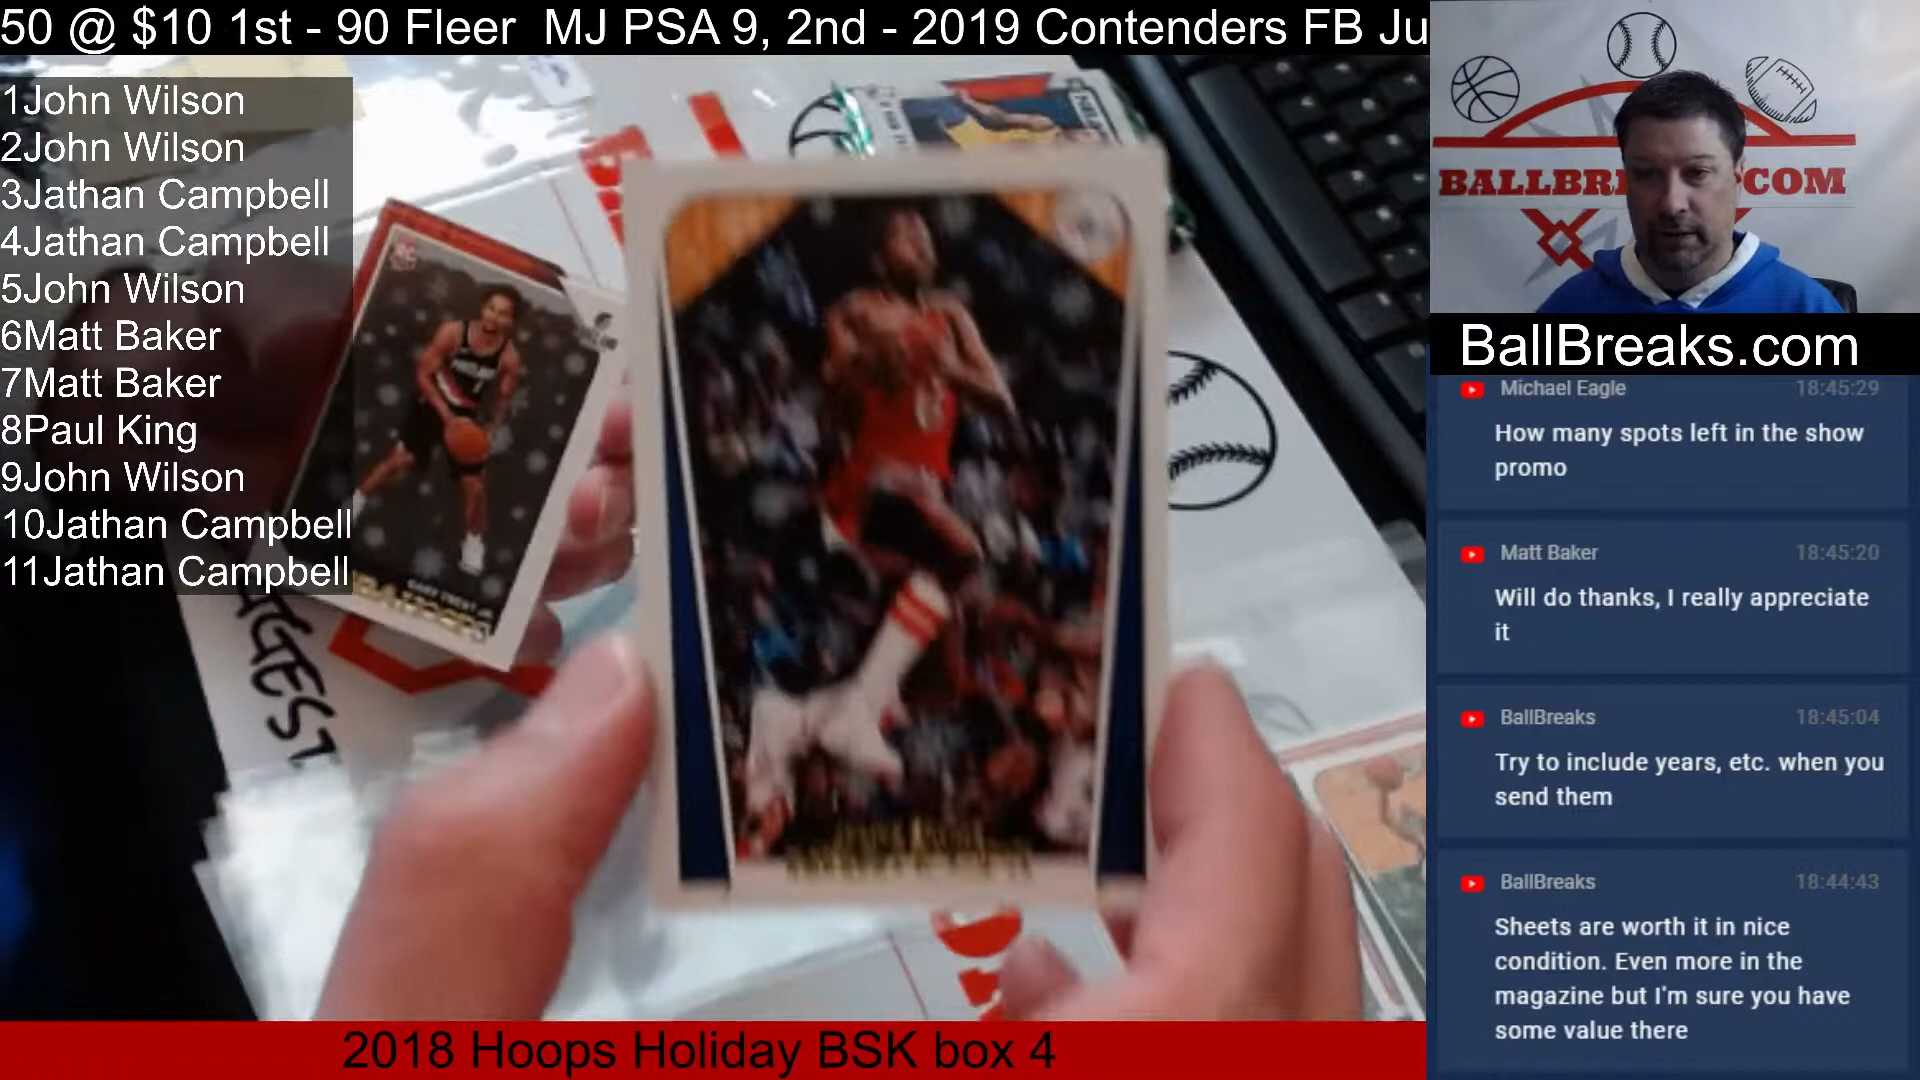 50 @ $10 1st - 90 Fleer MJ PSA 9, 2nd - 2019 Contenders FB Ju
1John Wilson
2John Wilson
3Jathan Campbell
4Jathan Campbell
5John Wilson
6Matt Baker
7Matt Baker
8Paul King
9John Wilson
10Jathan Campbell
11Jathan Campbell
2018 Hoops Holiday BSK box 4
BallBreaks.com
Michael Eagle 18:45:29
How many spots left in the show
promo
Matt Baker 18:45:20
Will do thanks, I really appreciate
it
BallBreaks 18:45:04
Try to include years, etc. when you
send them
BallBreaks 18:44:43
Sheets are worth it in nice
condition. Even more in the
magazine but I'm sure you have
some value there